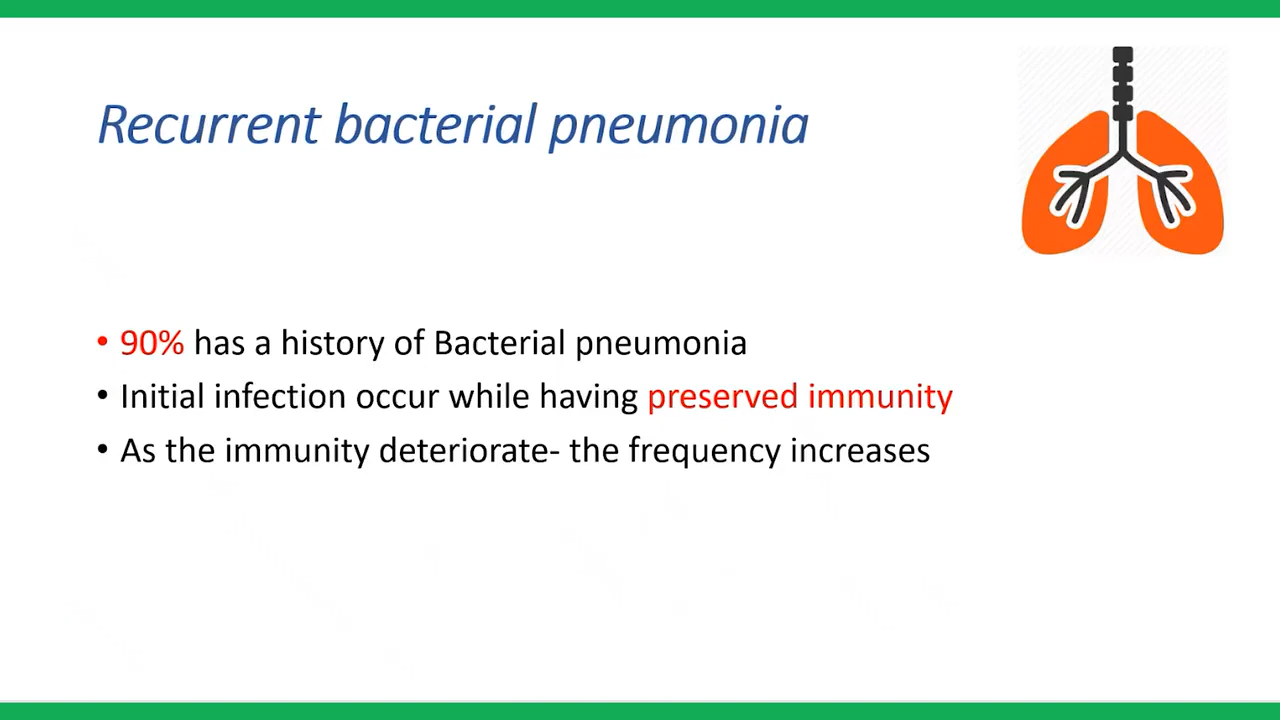 Recurrent bacterial pneumonia
• 90% has a history of Bacterial pneumonia
• Initial infection occur while having preserved immunity
• As the immunity deteriorate- the frequency increases